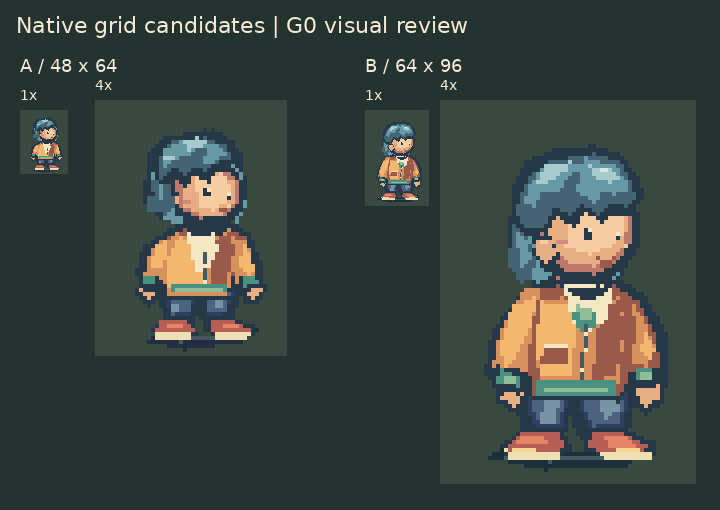 Native grid candidates | G0 visual review
A / 48 x 64
1x
4x
B / 64 x 96
1x
4x